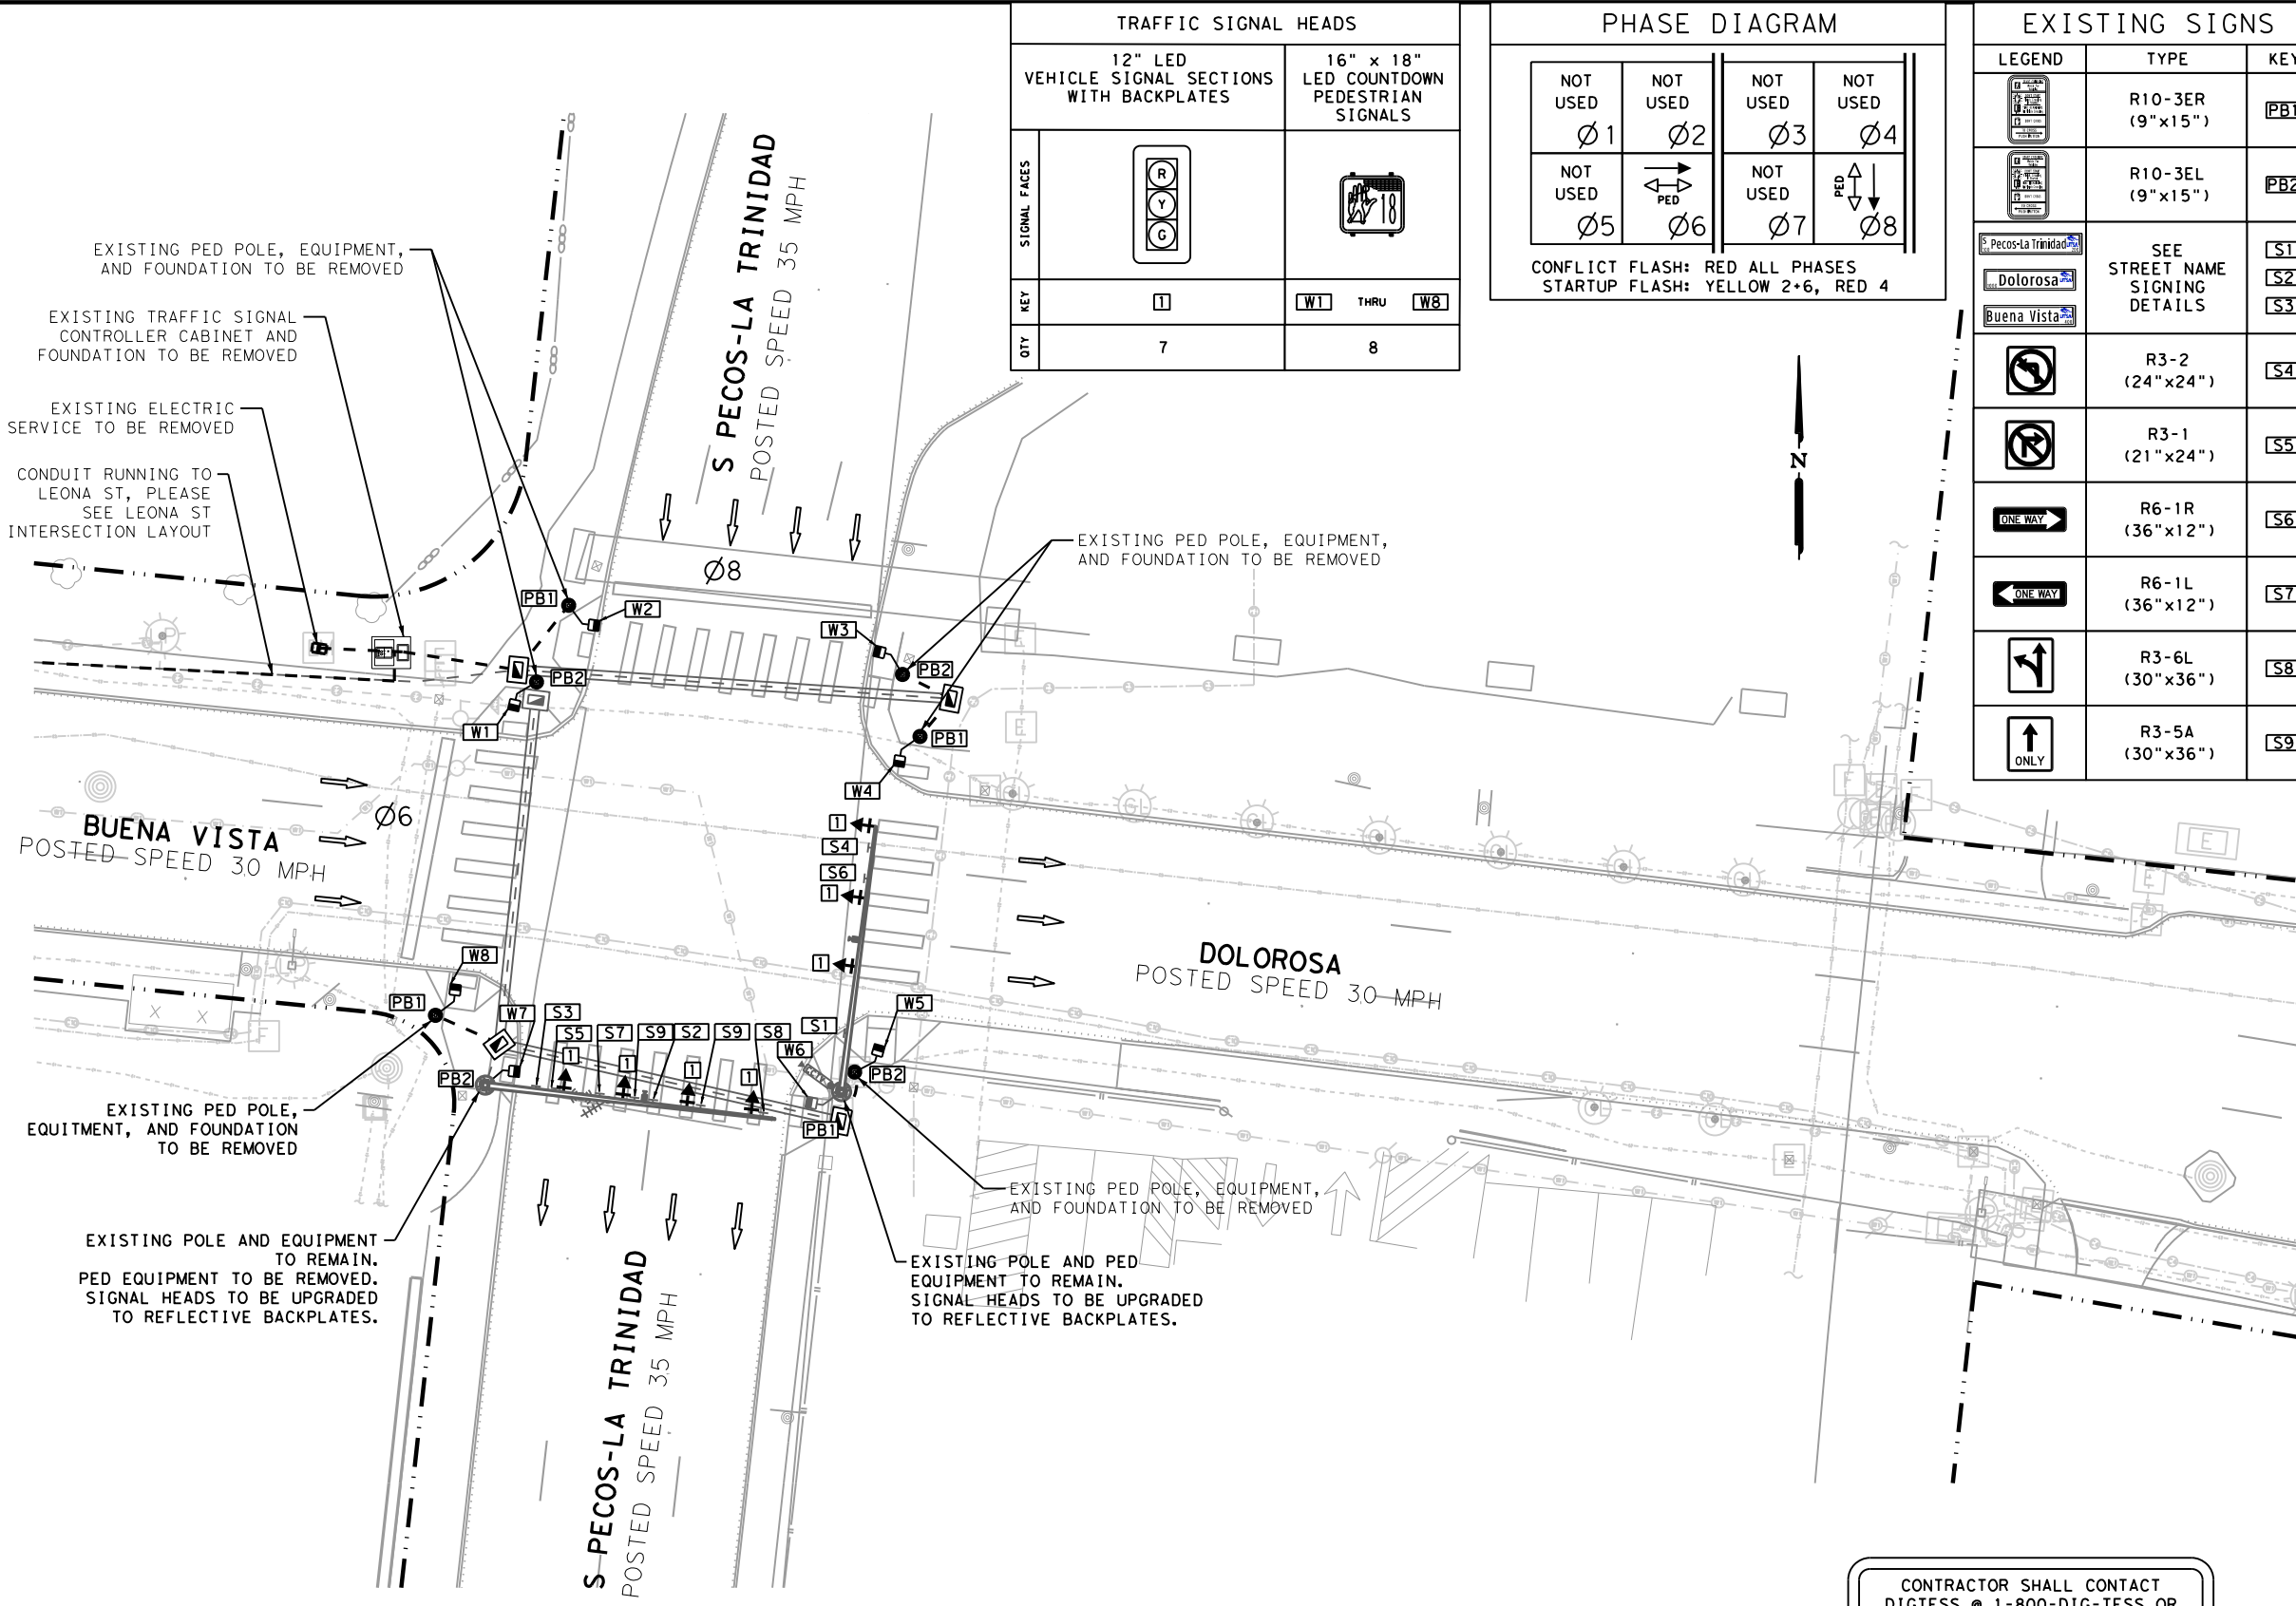 TRAFFIC SIGNAL HEADS
12" LED
VEHICLE SIGNAL SECTIONS
WITH BACKPLATES
16" x 18"
LED COUNTDOWN
PEDESTRIAN
SIGNALS
SIGNAL FACES
R
Y
G
18
KEY
1
W1 THRU W8
QTY
7
8
PHASE DIAGRAM
NOT
USED
Ø1
NOT
USED
Ø2
NOT
USED
Ø3
NOT
USED
Ø4
NOT
USED
Ø5
PED
Ø6
NOT
USED
Ø7
PED
Ø8
CONFLICT FLASH: RED ALL PHASES
STARTUP FLASH: YELLOW 2+6, RED 4
EXISTING SIGNS
LEGEND TYPE KEY
R10-3ER
(9"x15")
PB1
R10-3EL
(9"x15")
PB2
Pecos-La Trinidad
Dolorosa
Buena Vista
SEE
STREET NAME
SIGNING
DETAILS
S1
S2
S3
R3-2
(24"x24")
S4
R3-1
(21"x24")
S5
ONE WAY
R6-1R
(36"x12")
S6
ONE WAY
R6-1L
(36"x12")
S7
R3-6L
(30"x36")
S8
ONLY
R3-5A
(30"x36")
S9
EXISTING PED POLE, EQUIPMENT,
AND FOUNDATION TO BE REMOVED
EXISTING TRAFFIC SIGNAL
CONTROLLER CABINET AND
FOUNDATION TO BE REMOVED
EXISTING ELECTRIC
SERVICE TO BE REMOVED
CONDUIT RUNNING TO
LEONA ST, PLEASE
SEE LEONA ST
INTERSECTION LAYOUT
S PECOS-LA TRINIDAD
POSTED SPEED 35 MPH
N
EXISTING PED POLE, EQUIPMENT,
AND FOUNDATION TO BE REMOVED
Ø8
PB1
W2
W3
PB2
PB2
W1
PB1
W4
Ø6
BUENA VISTA
POSTED SPEED 30 MPH
1
S4
S6
1
1
DOLOROSA
POSTED SPEED 30 MPH
W8
PB1
W7
S3
S5
S7
S9
S2
S9
S8
S1
W5
W6
1
1
1
1
PB2
PB2
PB1
EXISTING PED POLE,
EQUITMENT, AND FOUNDATION
TO BE REMOVED
EXISTING PED POLE, EQUIPMENT,
AND FOUNDATION TO BE REMOVED
EXISTING POLE AND EQUIPMENT
TO REMAIN.
PED EQUIPMENT TO BE REMOVED.
SIGNAL HEADS TO BE UPGRADED
TO REFLECTIVE BACKPLATES.
EXISTING POLE AND PED
EQUIPMENT TO REMAIN.
SIGNAL HEADS TO BE UPGRADED
TO REFLECTIVE BACKPLATES.
S PECOS-LA TRINIDAD
POSTED SPEED 35 MPH
CONTRACTOR SHALL CONTACT
DIGTESS @ 1-800-DIG-TESS OR